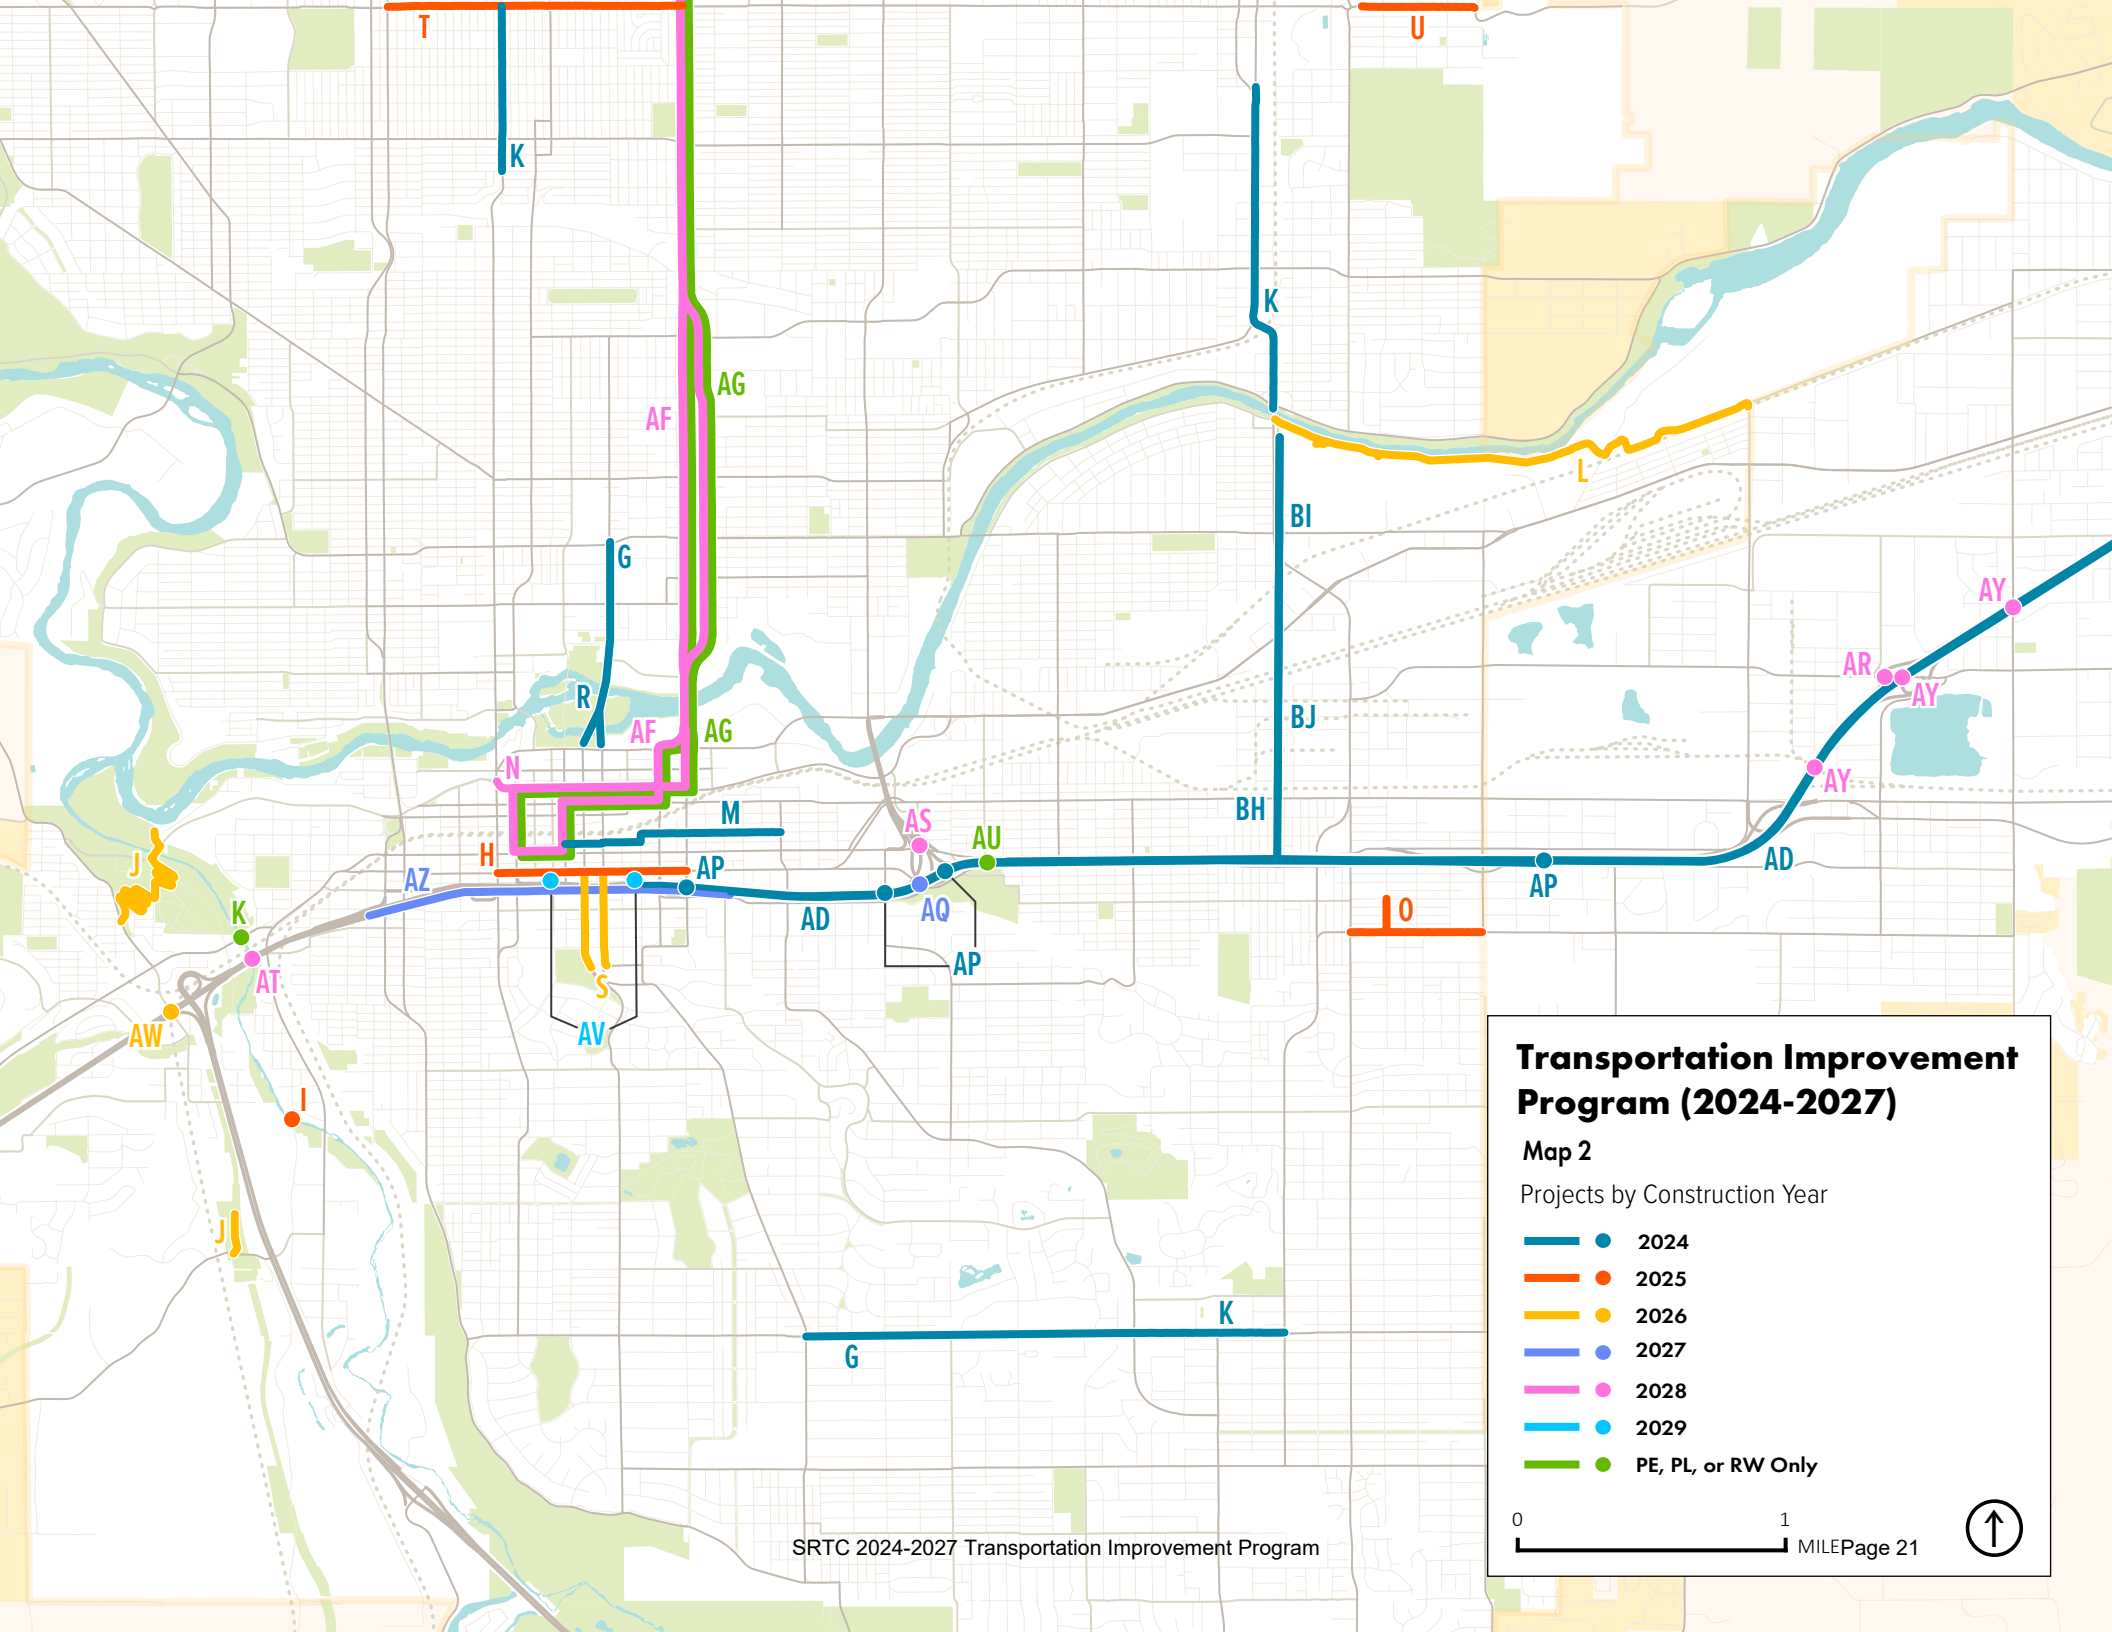 T
U
K
K
AG
AF
L
BI
G
AY
AR
AY
R
BJ
AF
AG
N
AY
BH
M
AS
AU
H
AP
AD
J
AZ
AP
K
AD
AQ
O
AP
AT
S
AW
AV
I
J
K
G
Transportation Improvement
Program (2024-2027)
Map 2
Projects by Construction Year
2024
2025
2026
2027
2028
2029
PE, PL, or RW Only
0 1
MILEPage 21
SRTC 2024-2027 Transportation Improvement Program